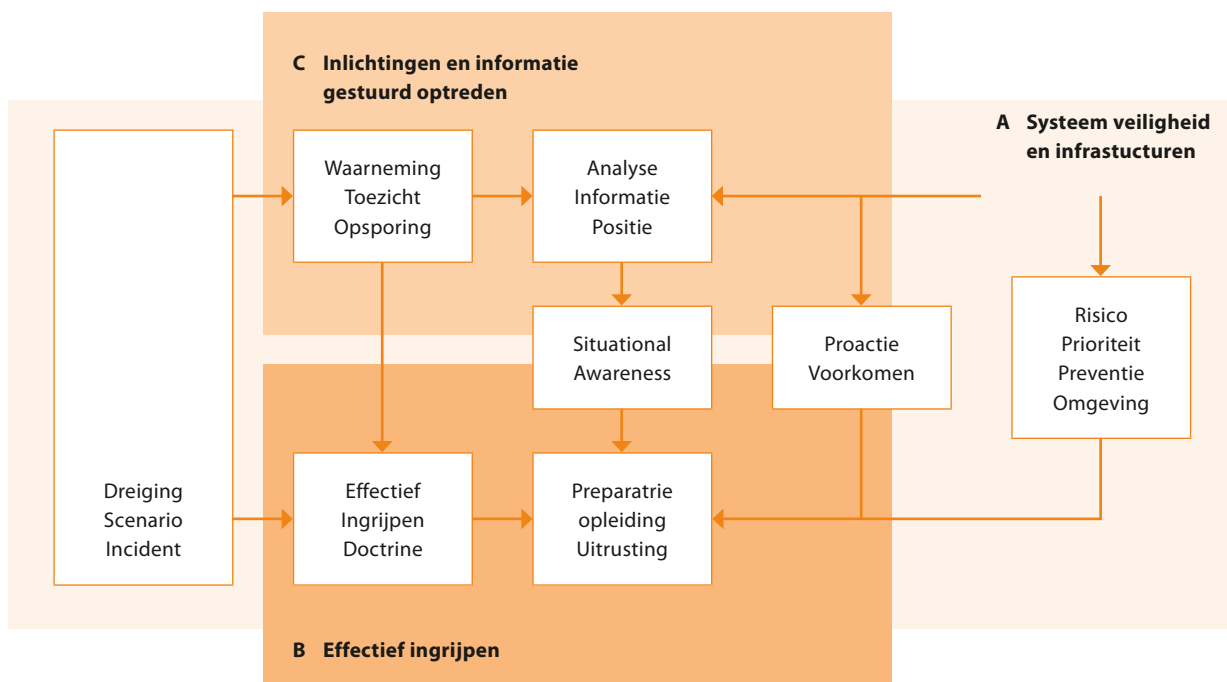 C Inlichtingen en informatie
gestuurd optreden
A Systeem veiligheid
en infrastucturen
Waarneming
Toezicht
Opsporing
Analyse
Informatie
Positie
Situational
Awareness
Proactie
Voorkomen
Risico
Prioriteit
Preventie
Omgeving
Dreiging
Scenario
Incident
Effectief
Ingrijpen
Doctrine
Preparatrie
opleiding
Uitrusting
B Effectief ingrijpen